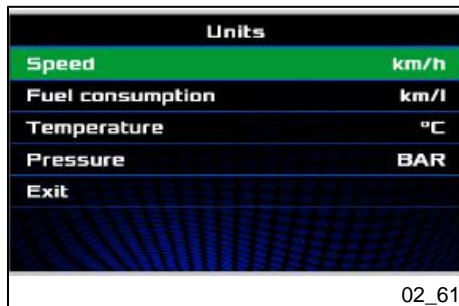 Units
Speed km/h
Fuel consumption km/l
Temperature °C
Pressure BAR
Exit
02_61